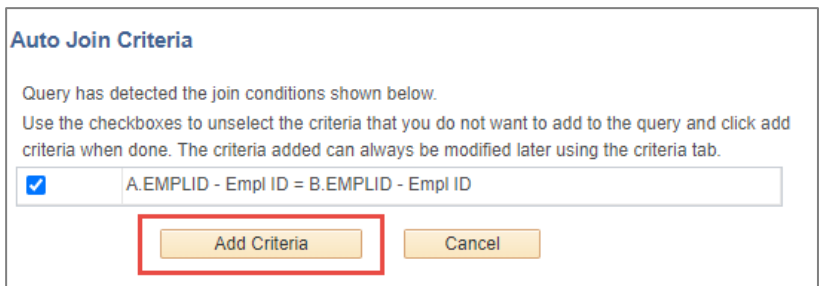 Auto Join Criteria
Query has detected the join conditions shown below.
Use the checkboxes to unselect the criteria that you do not want to add to the query and click add
criteria when done. The criteria added can always be modified later using the criteria tab.
A.EMPLID - Empl ID = B.EMPLID - Empl ID
Add Criteria
Cancel